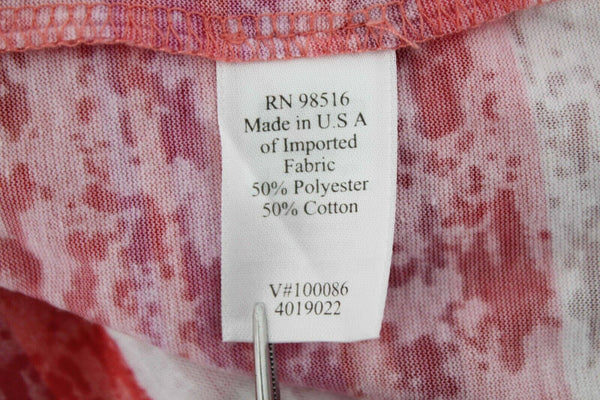 RN 98516
Made in U.S A
of Imported
Fabric
50% Polyester
50% Cotton
V#100086
4019022